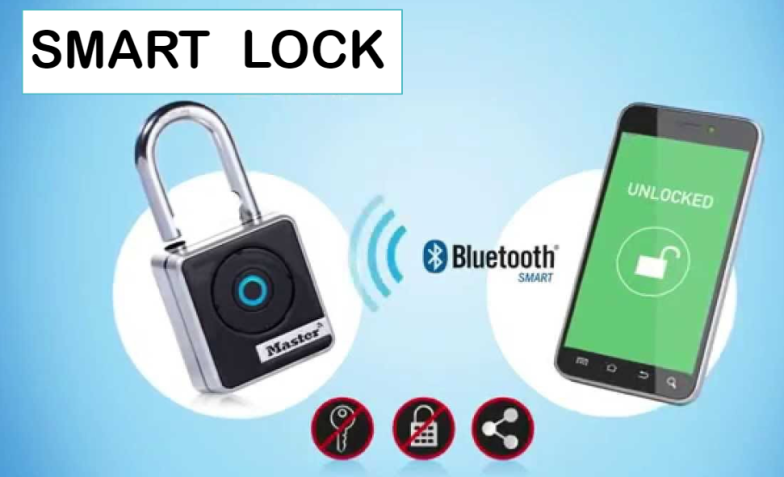 SMART LOCK
UNLOCKED
Bluetooth®
SMART
Master